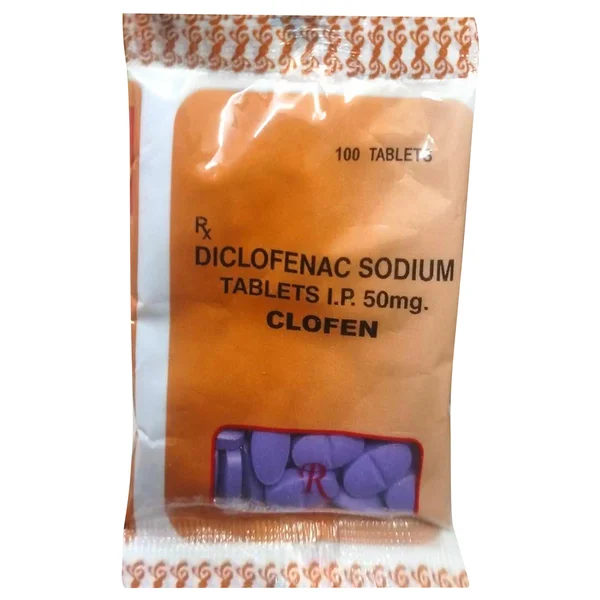 100 TABLETS
Rx
DICLOFENAC SODIUM
TABLETS I.P. 50mg.
CLOFEN
R